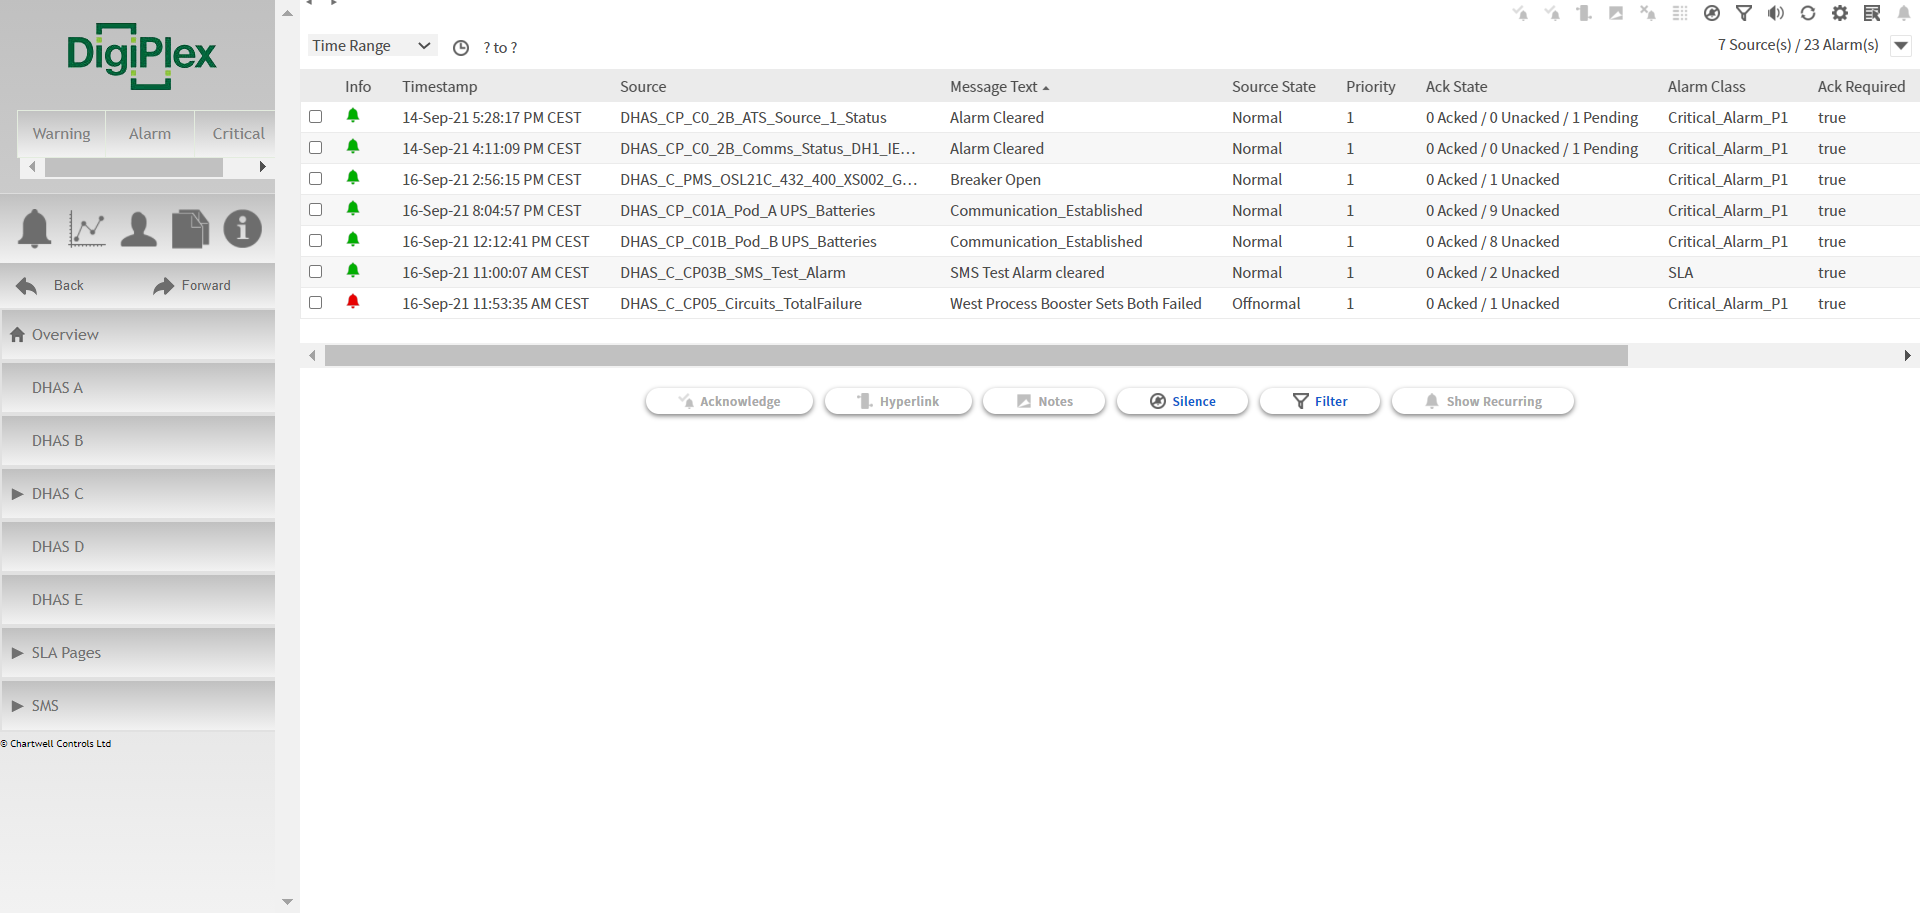 DigiPlex
Warning Alarm Critical
Back Forward
Overview
DHAS A
DHAS B
DHAS C
DHAS D
DHAS E
SLA Pages
SMS
© Chartwell Controls Ltd
Time Range ? to ? 7 Source(s) / 23 Alarm(s)
Info Timestamp Source Message Text Source State Priority Ack State Alarm Class Ack Required
14-Sep-21 5:28:17 PM CEST DHAS_CP_C0_2B_ATS_Source_1_Status Alarm Cleared Normal 1 0 Acked / 0 Unacked / 1 Pending Critical_Alarm_P1 true
14-Sep-21 4:11:09 PM CEST DHAS_CP_C0_2B_Comms_Status_DH1_IE... Alarm Cleared Normal 1 0 Acked / 0 Unacked / 1 Pending Critical_Alarm_P1 true
16-Sep-21 2:56:15 PM CEST DHAS_C_PMS_OSL21C_432_400_XS002_G... Breaker Open Normal 1 0 Acked / 1 Unacked Critical_Alarm_P1 true
16-Sep-21 8:04:57 PM CEST DHAS_CP_C01A_Pod_A UPS_Batteries Communication_Established Normal 1 0 Acked / 9 Unacked Critical_Alarm_P1 true
16-Sep-21 12:12:41 PM CEST DHAS_CP_C01B_Pod_B UPS_Batteries Communication_Established Normal 1 0 Acked / 8 Unacked Critical_Alarm_P1 true
16-Sep-21 11:00:07 AM CEST DHAS_C_CP03B_SMS_Test_Alarm SMS Test Alarm cleared Normal 1 0 Acked / 2 Unacked SLA true
16-Sep-21 11:53:35 AM CEST DHAS_C_CP05_Circuits_TotalFailure West Process Booster Sets Both Failed Offnormal 1 0 Acked / 1 Unacked Critical_Alarm_P1 true
Acknowledge Hyperlink Notes Silence Filter Show Recurring